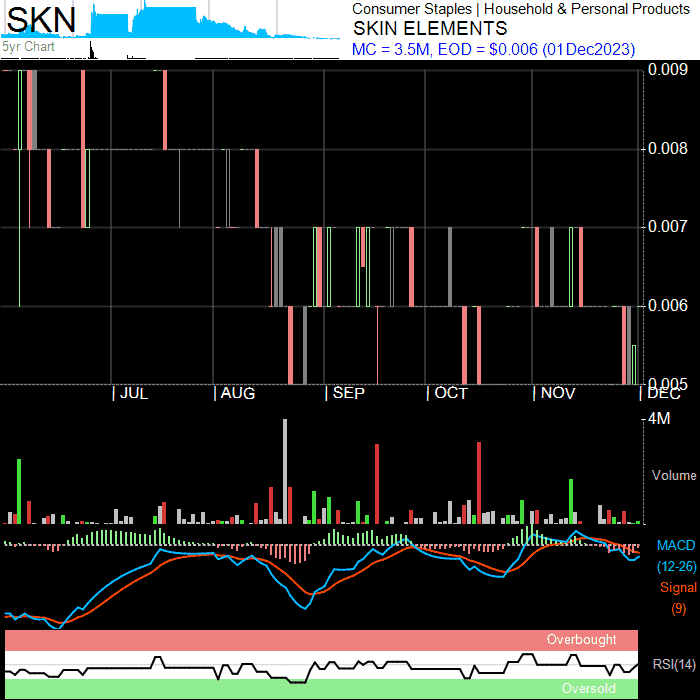 SKN
Consumer Staples | Household & Personal Products
SKIN ELEMENTS
5yr Chart
MC = 3.5M, EOD = $0.006 (01Dec2023)
0.009
0.008
0.007
0.006
0.005
JUL
AUG
SEP
OCT
NOV
DEC
4M
Volume
MACD
(12-26)
Signal
(9)
Overbought
RSI(14)
Oversold